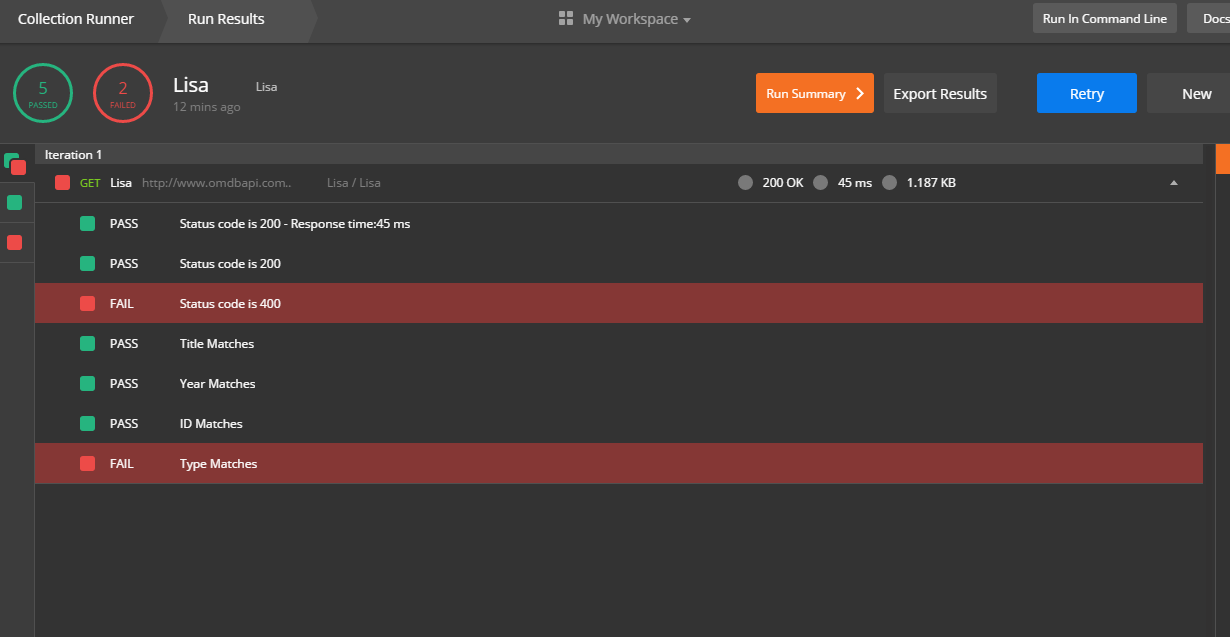 Collection Runner Run Results My Workspace Run In Command Line Docs
5 PASSED 2 FAILED Lisa Lisa
12 mins ago
Run Summary Export Results Retry New
Iteration 1
GET Lisa http://www.omdbapi.com.. Lisa / Lisa 200 OK 45 ms 1.187 KB
PASS Status code is 200 - Response time:45 ms
PASS Status code is 200
FAIL Status code is 400
PASS Title Matches
PASS Year Matches
PASS ID Matches
FAIL Type Matches